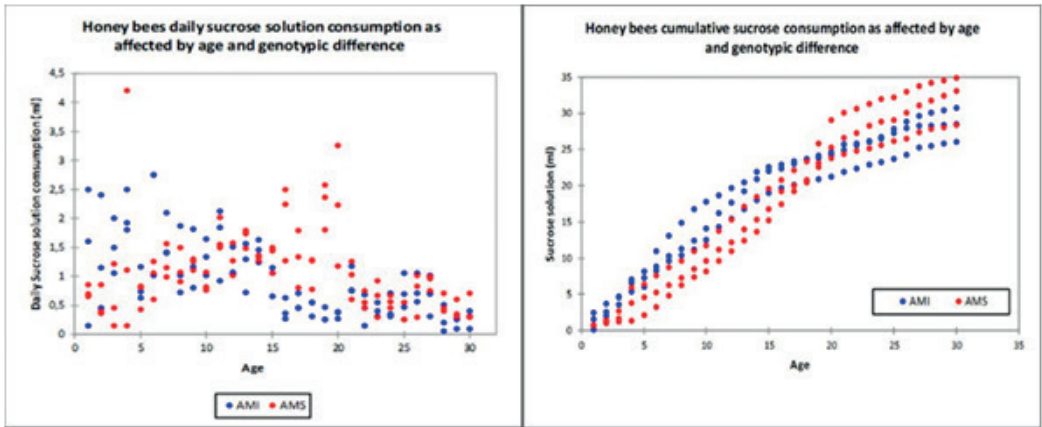 Honey bees daily sucrose solution consumption as
affected by age and genotypic difference
Daily Sucrose solution comsumption [ml]
4,5
4
3,5
3
2,5
2
1,5
1
0,5
0
0 5 10 15 20 25 30
Age
AMI AMS
Honey bees cumulative sucrose consumption as affected by age
and genotypic difference
Sucrose solution (ml)
35
30
25
20
15
10
5
0
0 5 10 15 20 25 30 35
AMI AMS
Age